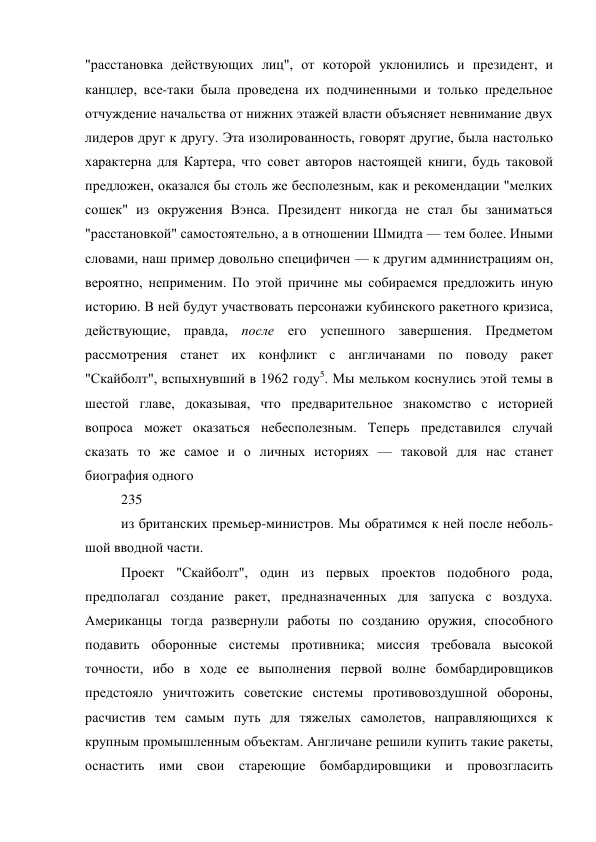 "расстановка действующих лиц", от которой уклонились и президент, и
канцлер, все-таки была проведена их подчиненными и только предельное
отчуждение начальства от нижних этажей власти объясняет невнимание двух
лидеров друг к другу. Эта изолированность, говорят другие, была настолько
характерна для Картера, что совет авторов настоящей книги, будь таковой
предложен, оказался бы столь же бесполезным, как и рекомендации "мелких
сошек" из окружения Вэнса. Президент никогда не стал бы заниматься
"расстановкой" самостоятельно, а в отношении Шмидта — тем более. Иными
словами, наш пример довольно специфичен — к другим администрациям он,
вероятно, неприменим. По этой причине мы собираемся предложить иную
историю. В ней будут участвовать персонажи кубинского ракетного кризиса,
действующие, правда, после его успешного завершения. Предметом
рассмотрения станет их конфликт с англичанами по поводу ракет
"Скайболт", вспыхнувший в 1962 году5. Мы мельком коснулись этой темы в
шестой главе, доказывая, что предварительное знакомство с историей
вопроса может оказаться небесполезным. Теперь представился случай
сказать то же самое и о личных историях — таковой для нас станет
биография одного
235
из британских премьер-министров. Мы обратимся к ней после неболь-
шой вводной части.
Проект "Скайболт", один из первых проектов подобного рода,
предполагал создание ракет, предназначенных для запуска с воздуха.
Американцы тогда развернули работы по созданию оружия, способного
подавить оборонные системы противника; миссия требовала высокой
точности, ибо в ходе ее выполнения первой волне бомбардировщиков
предстояло уничтожить советские системы противовоздушной обороны,
расчистив тем самым путь для тяжелых самолетов, направляющихся к
крупным промышленным объектам. Англичане решили купить такие ракеты,
оснастить ими свои стареющие бомбардировщики и провозгласить